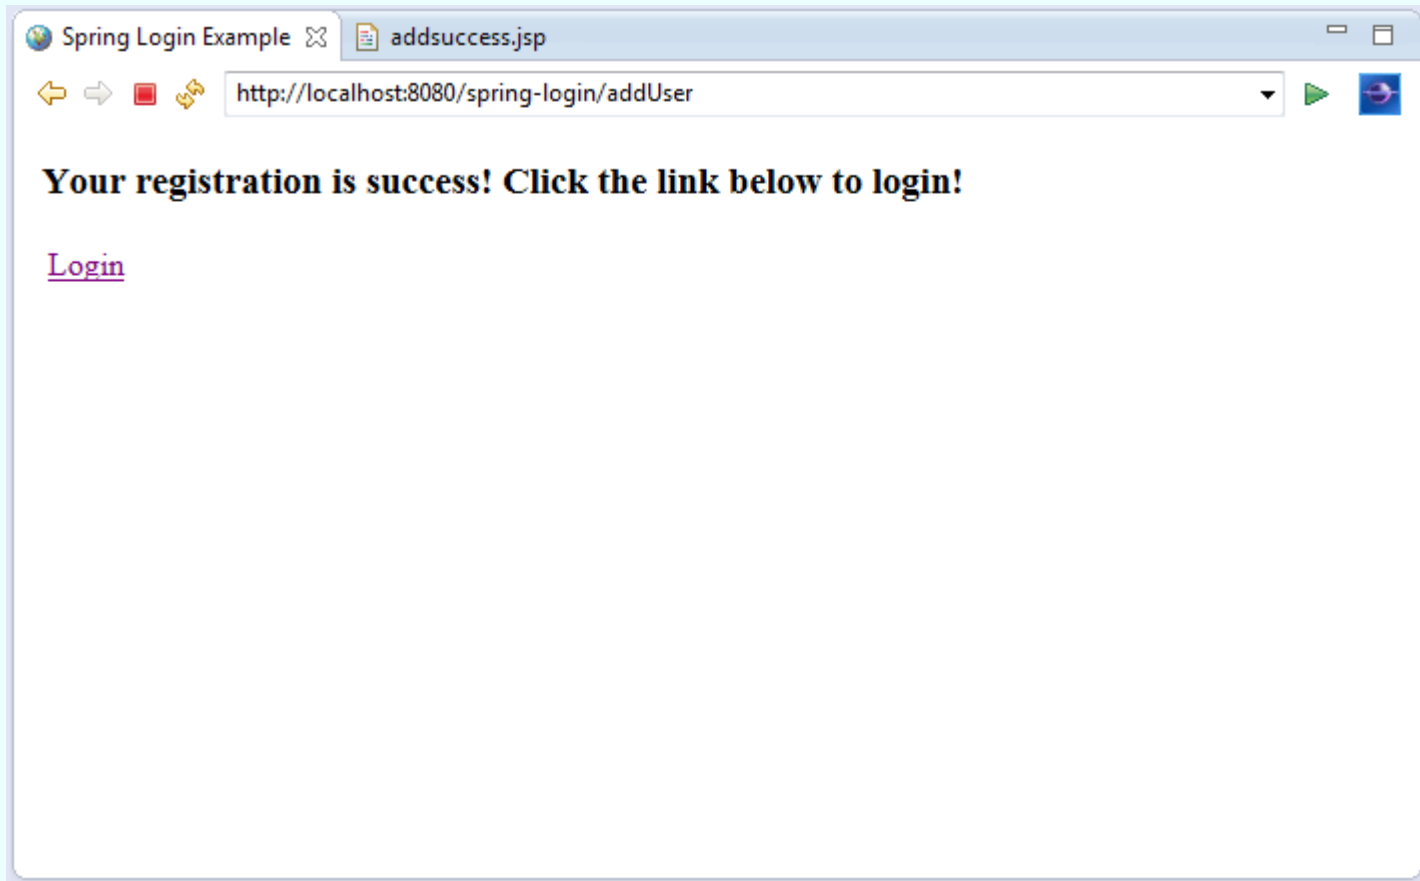 Spring Login Example
addsuccess.jsp
http://localhost:8080/spring-login/addUser
Your registration is success! Click the link below to login!
Login